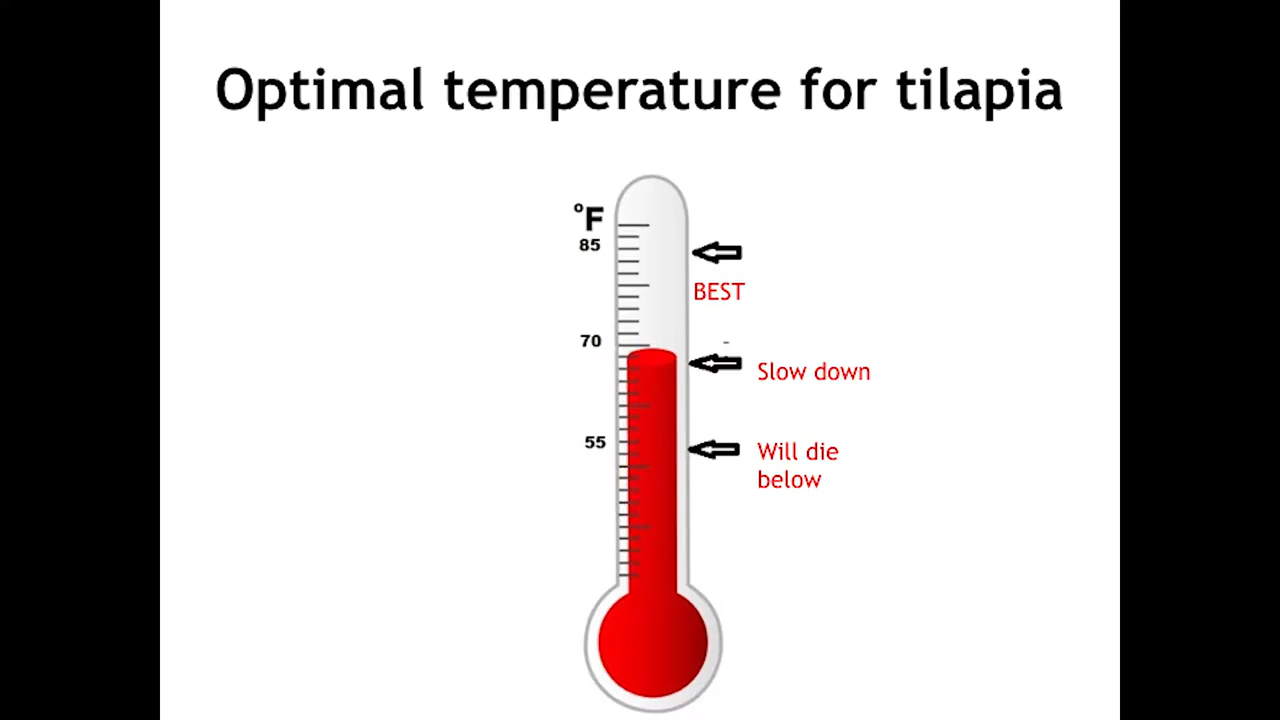 Optimal temperature for tilapia
°F
85
BEST
70
Slow down
55
Will die
below